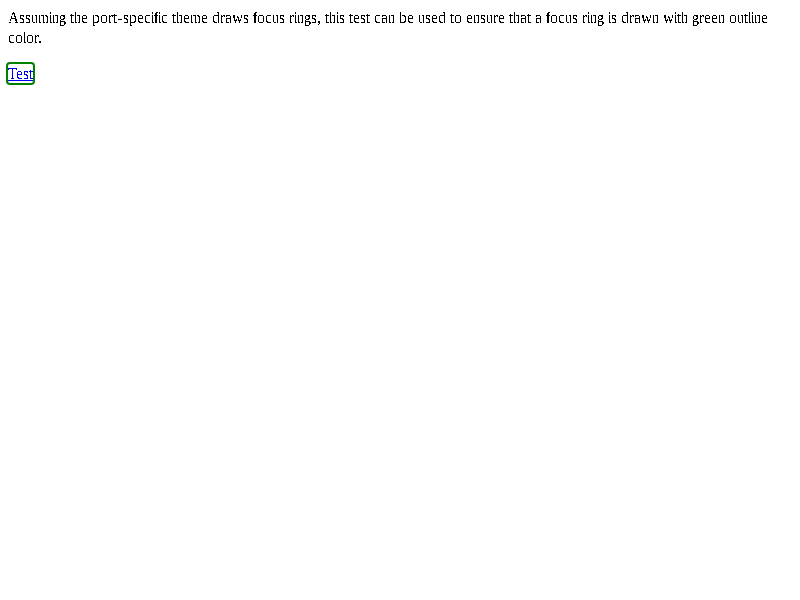 Assuming the port-specific theme draws focus rings, this test can be used to ensure that a focus ring is drawn with green outline
color.
Test